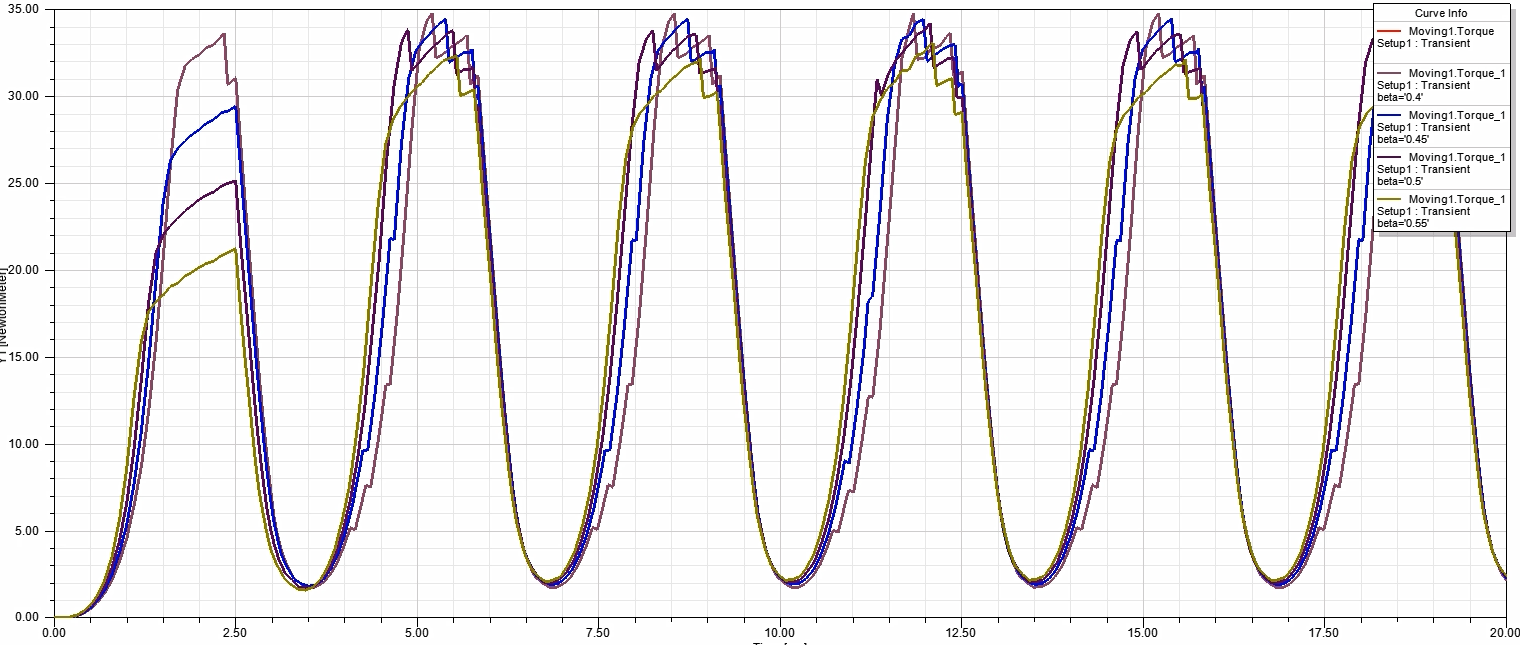 35.00
30.00
25.00
20.00
15.00
10.00
5.00
0.00
0.00 2.50 5.00 7.50 10.00 12.50 15.00 17.50 20.00
Curve Info
Moving1.Torque
Setup1 : Transient
Moving1.Torque_1
Setup1 : Transient
beta='0.4'
Moving1.Torque_1
Setup1 : Transient
beta='0.45'
Moving1.Torque_1
Setup1 : Transient
beta='0.5'
Moving1.Torque_1
Setup1 : Transient
beta='0.55'